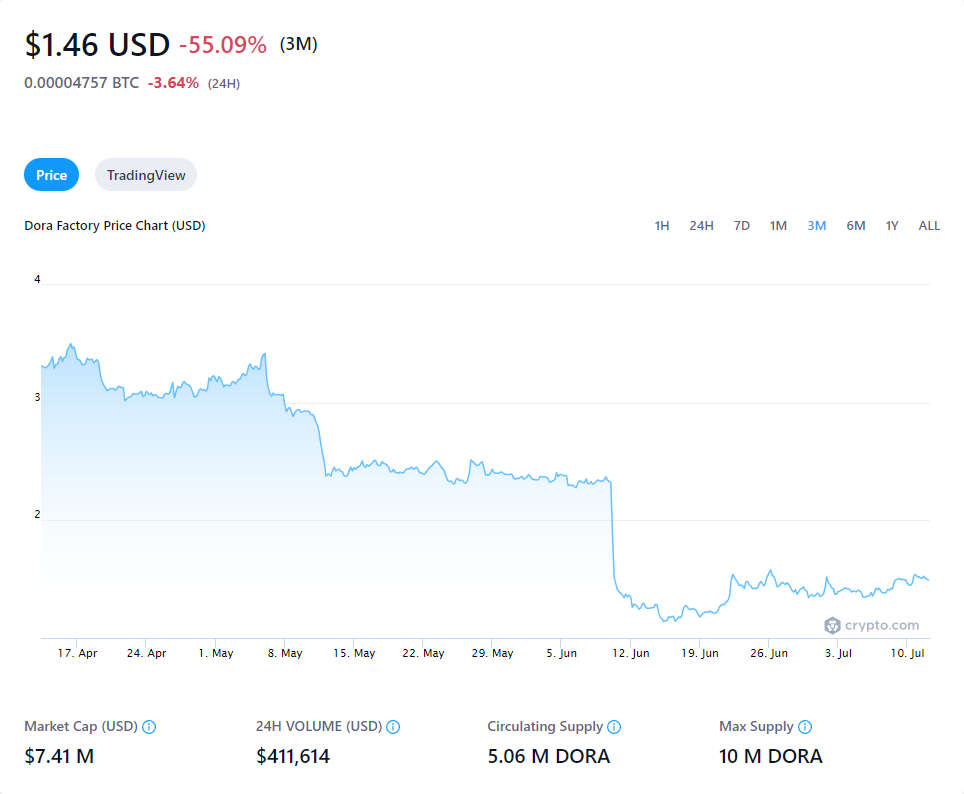 $1.46 USD -55.09% (3M)
0.00004757 BTC -3.64% (24H)
Price TradingView
Dora Factory Price Chart (USD) 1H 24H 7D 1M 3M 6M 1Y ALL
4
3
2
crypto.com
17. Apr 24. Apr 1. May 8. May 15. May 22. May 29. May 5. Jun 12. Jun 19. Jun 26. Jun 3. Jul 10. Jul
Market Cap (USD) 24H VOLUME (USD) Circulating Supply Max Supply
$7.41 M $411,614 5.06 M DORA 10 M DORA